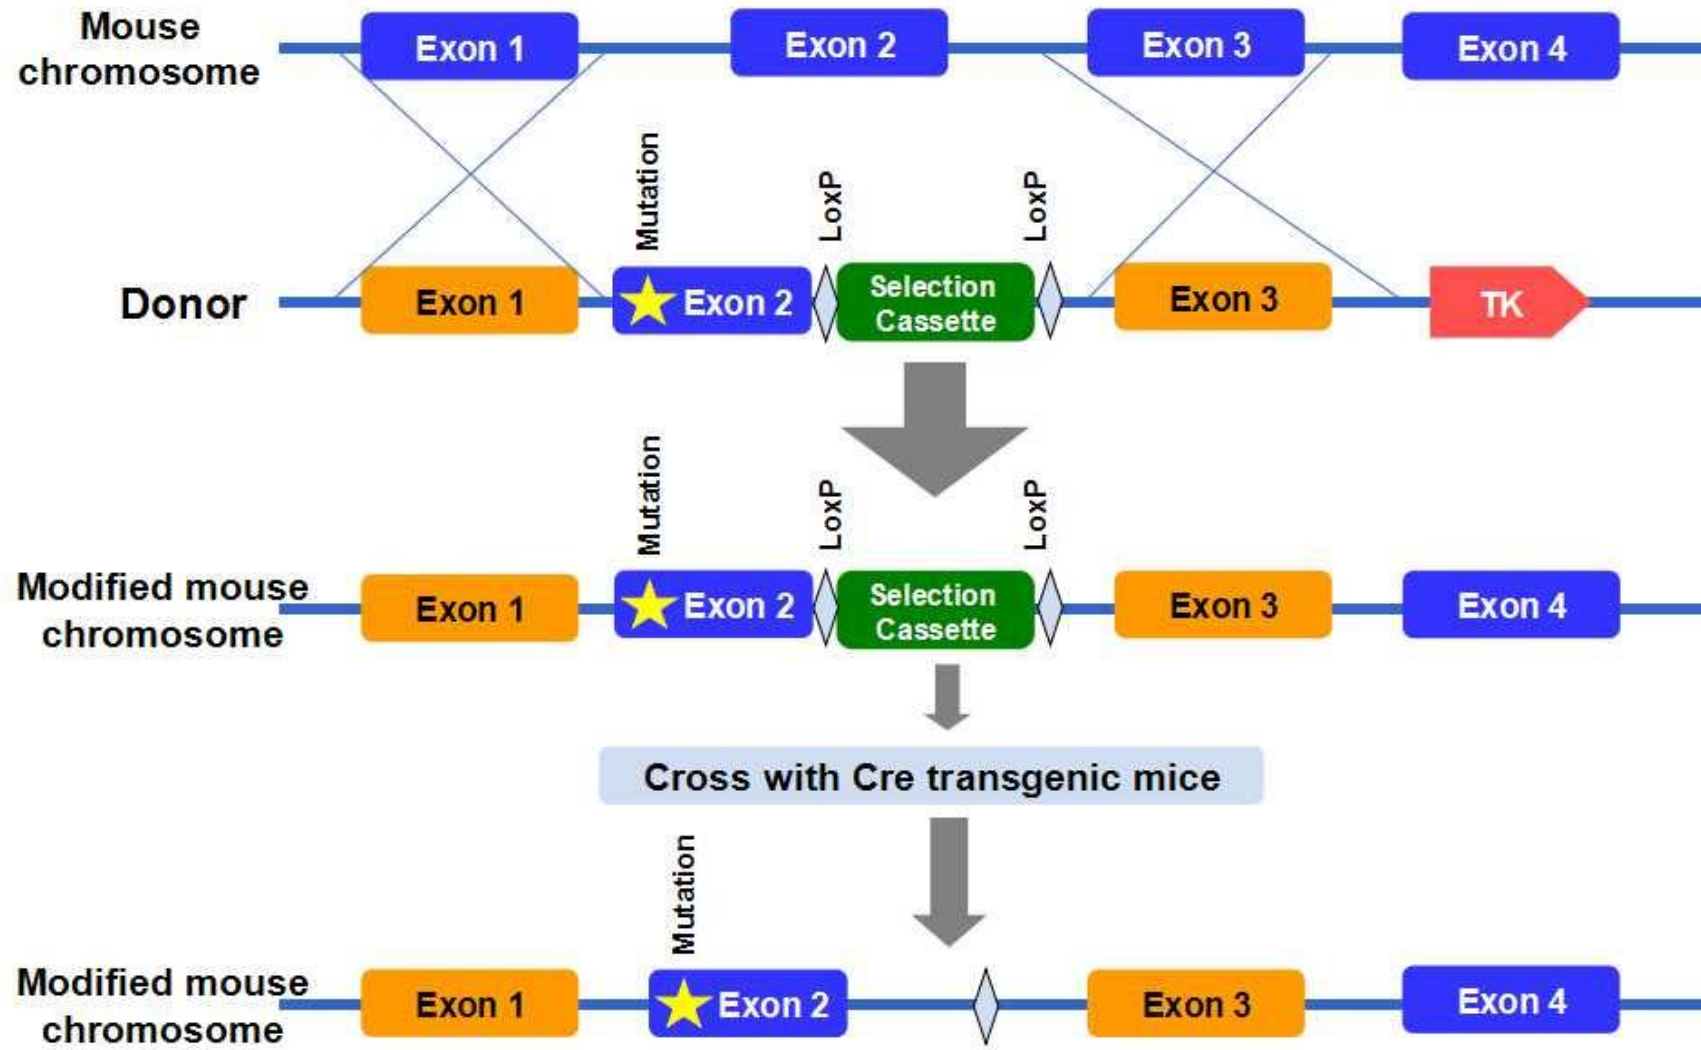 Mouse
chromosome
Exon 1
Exon 2
Exon 3
Exon 4
Mutation
LoxP
LoxP
Donor
Exon 1
Exon 2
Selection
Cassette
Exon 3
TK
Mutation
LoxP
LoxP
Modified mouse
chromosome
Exon 1
Exon 2
Selection
Cassette
Exon 3
Exon 4
Cross with Cre transgenic mice
Mutation
Modified mouse
chromosome
Exon 1
Exon 2
Exon 3
Exon 4